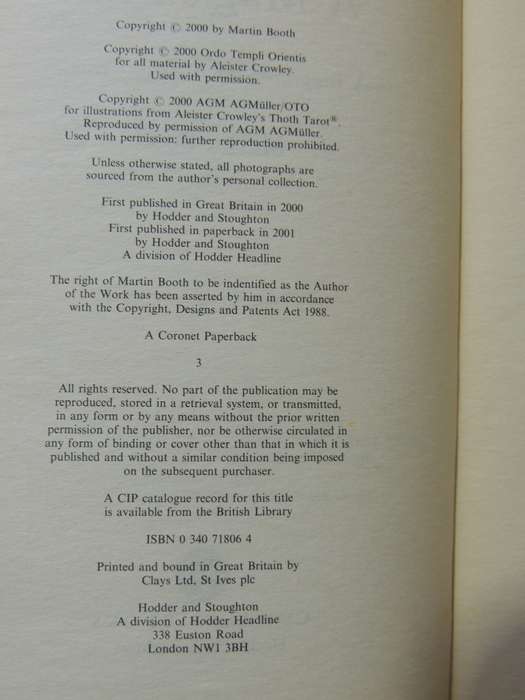 Copyright © 2000 by Martin Booth
Copyright © 2000 Ordo Templi Orientis
for all material by Aleister Crowley.
Used with permission.
Copyright © 2000 AGM AGMüller/OTO
for illustrations from Aleister Crowley's Thoth Tarot®.
Reproduced by permission of AGM AGMüller.
Used with permission: further reproduction prohibited.
Unless otherwise stated, all photographs are
sourced from the author's personal collection.
First published in Great Britain in 2000
by Hodder and Stoughton
First published in paperback in 2001
by Hodder and Stoughton
A division of Hodder Headline
The right of Martin Booth to be indentified as the Author
of the Work has been asserted by him in accordance
with the Copyright, Designs and Patents Act 1988.
A Coronet Paperback
3
All rights reserved. No part of the publication may be
reproduced, stored in a retrieval system, or transmitted,
in any form or by any means without the prior written
permission of the publisher, nor be otherwise circulated in
any form of binding or cover other than that in which it is
published and without a similar condition being imposed
on the subsequent purchaser.
A CIP catalogue record for this title
is available from the British Library
ISBN 0 340 71806 4
Printed and bound in Great Britain by
Clays Ltd, St Ives plc
Hodder and Stoughton
A division of Hodder Headline
338 Euston Road
London NW1 3BH